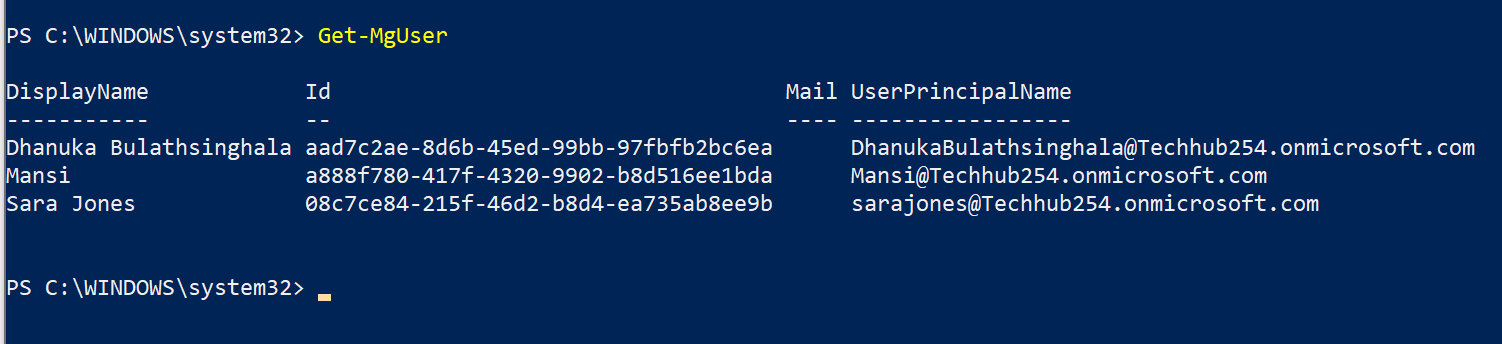 PS C:\WINDOWS\system32> Get-MgUser
DisplayName Id Mail UserPrincipalName
----------- -- ---- -----------------
Dhanuka Bulathsinghala aad7c2ae-8d6b-45ed-99bb-97fbfb2bc6ea DhanukaBulathsinghala@Techhub254.onmicrosoft.com
Mansi a888f780-417f-4320-9902-b8d516ee1bda Mansi@Techhub254.onmicrosoft.com
Sara Jones 08c7ce84-215f-46d2-b8d4-ea735ab8ee9b sarajones@Techhub254.onmicrosoft.com
PS C:\WINDOWS\system32>